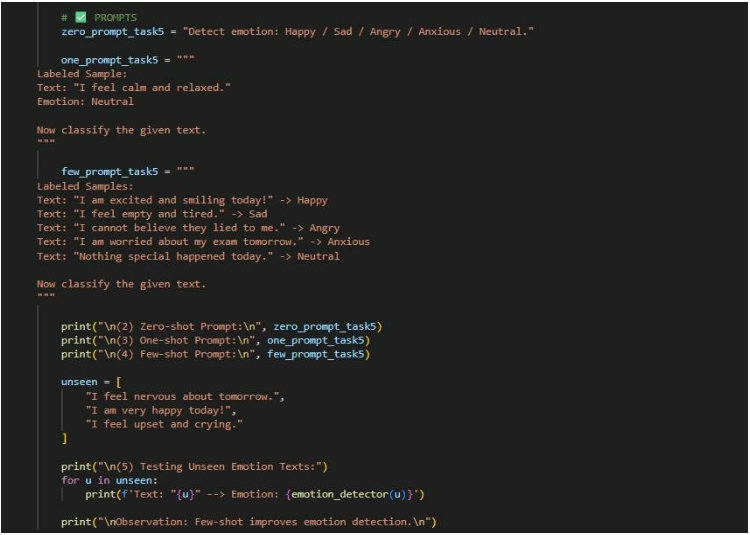 # ✅ PROMPTS
zero_prompt_task5 = "Detect emotion: Happy / Sad / Angry / Anxious / Neutral."
one_prompt_task5 = """
Labeled Sample:
Text: "I feel calm and relaxed."
Emotion: Neutral
Now classify the given text.
"""
few_prompt_task5 = """
Labeled Samples:
Text: "I am excited and smiling today!" -> Happy
Text: "I feel empty and tired." -> Sad
Text: "I cannot believe they lied to me." -> Angry
Text: "I am worried about my exam tomorrow." -> Anxious
Text: "Nothing special happened today." -> Neutral
Now classify the given text.
"""
print("\n(2) Zero-shot Prompt:\n", zero_prompt_task5)
print("\n(3) One-shot Prompt:\n", one_prompt_task5)
print("\n(4) Few-shot Prompt:\n", few_prompt_task5)
unseen = [
"I feel nervous about tomorrow.",
"I am very happy today!",
"I feel upset and crying."
]
print("\n(5) Testing Unseen Emotion Texts:")
for u in unseen:
print(f'Text: "{u}" --> Emotion: {emotion_detector(u)}')
print("\nObservation: Few-shot improves emotion detection.\n")